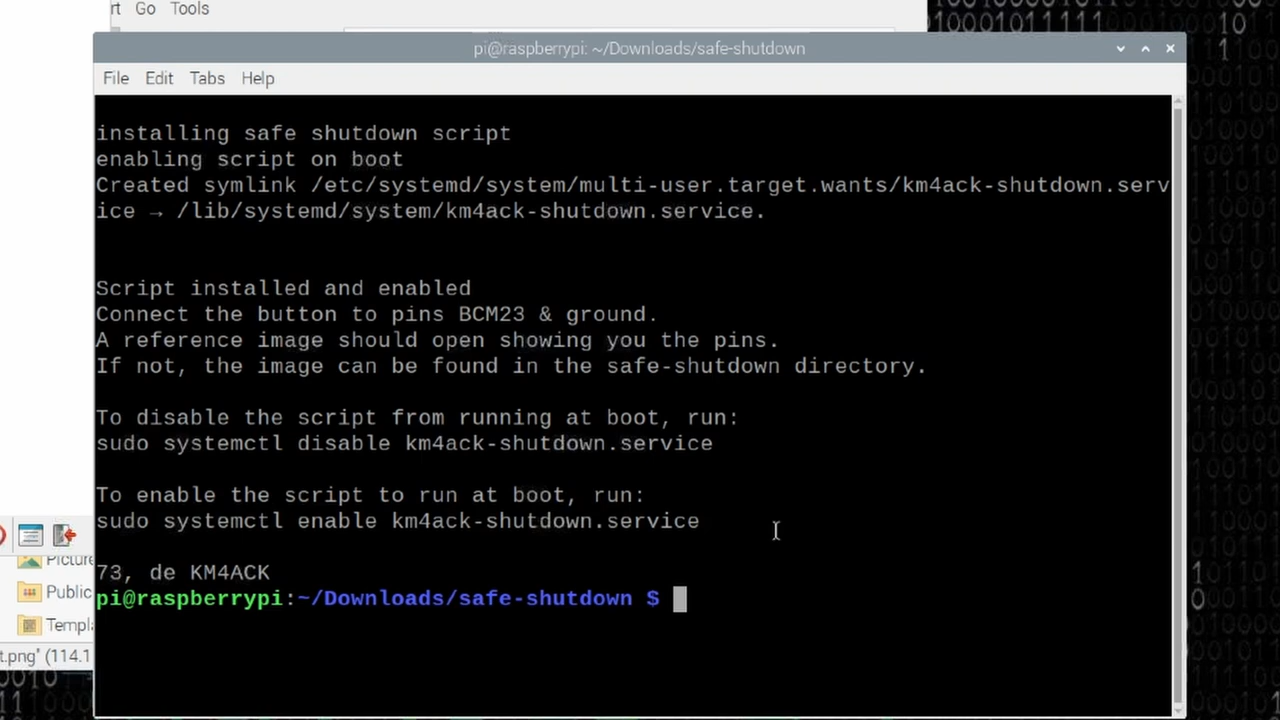 rt Go Tools
pi@raspberrypi: ~/Downloads/safe-shutdown
File Edit Tabs Help
installing safe shutdown script
enabling script on boot
Created symlink /etc/systemd/system/multi-user.target.wants/km4ack-shutdown.serv
ice → /lib/systemd/system/km4ack-shutdown.service.
Script installed and enabled
Connect the button to pins BCM23 & ground.
A reference image should open showing you the pins.
If not, the image can be found in the safe-shutdown directory.
To disable the script from running at boot, run:
sudo systemctl disable km4ack-shutdown.service
To enable the script to run at boot, run:
sudo systemctl enable km4ack-shutdown.service
73, de KM4ACK
pi@raspberrypi:~/Downloads/safe-shutdown $
Picture
Public
Templ
t.png" (114.1